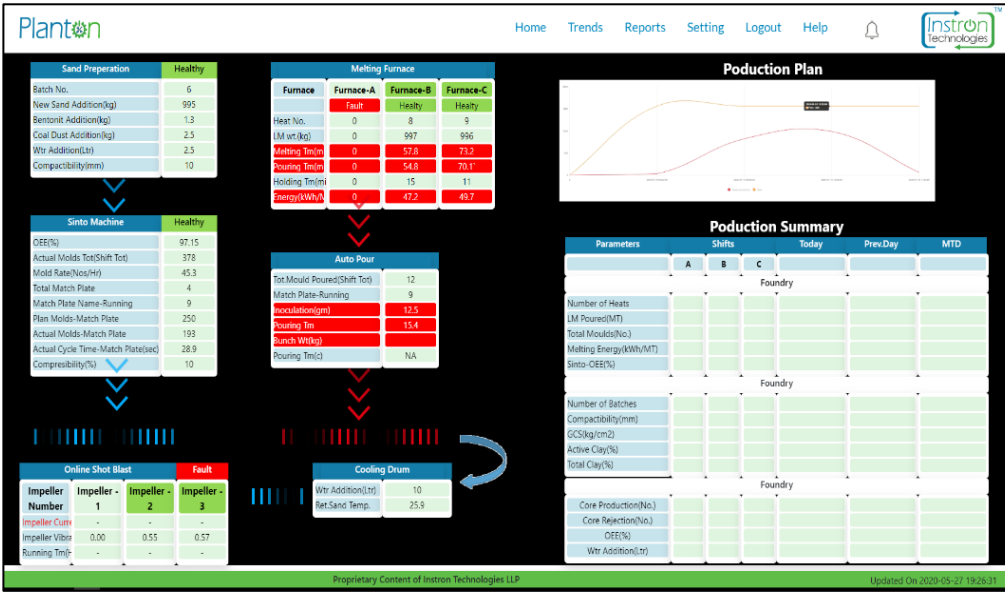 Planton
Home Trends Reports Setting Logout Help
Instron
Technologies
TM
Sand Preperation Healthy
Batch No. 6
New Sand Addition(kg) 995
Bentonit Addition(kg) 1.3
Coal Dust Addition(kg) 2.5
Wtr Addition(Ltr) 2.5
Compactibility(mm) 10
Sinto Machine Healthy
OEE(%) 97.15
Actual Molds Tot(Shift Tot) 378
Mold Rate(Nos/Hr) 45.3
Total Match Plate 4
Match Plate Name-Running 9
Plan Molds-Match Plate 250
Actual Molds-Match Plate 193
Actual Cycle Time-Match Plate(sec) 28.9
Compresibility(%) 10
Online Shot Blast Fault
Impeller Number Impeller - 1 Impeller - 2 Impeller - 3
Impeller Curre - - -
Impeller Vibra 0.00 0.55 0.57
Running Tm(H - - -
Melting Furnace
Furnace Furnace-A Furnace-B Furnace-C
Fault Healty Healty
Heat No. 0 8 9
LM wt.(kg) 0 997 996
Melting Tm(m 0 57.8 73.2
Pouring Tm(m 0 54.8 70.1'
Holding Tm(mi 0 15 11
Energy(kWh/M 0 47.2 49.7
Auto Pour
Tot.Mould Poured(Shift Tot) 12
Match Plate-Running 9
Inoculation(gm) 12.5
Pouring Tm 15.4
Bunch Wt(kg)
Pouring Tm(c) NA
Cooling Drum
Wtr Addition(Ltr) 10
Ret.Sand Temp. 25.9
Poduction Plan
Poduction Summary
Parameters Shifts Today Prev.Day MTD
A B C
Foundry
Number of Heats
LM Poured(MT)
Total Moulds(No.)
Melting Energy(kWh/MT)
Sinto-OEE(%)
Foundry
Number of Batches
Compactibility(mm)
GCS(kg/cm2)
Active Clay(%)
Total Clay(%)
Foundry
Core Production(No.)
Core Rejection(No.)
OEE(%)
Wtr Addition(Ltr)
Proprietary Content of Instron Technologies LLP
Updated On 2020-05-27 19:26:31